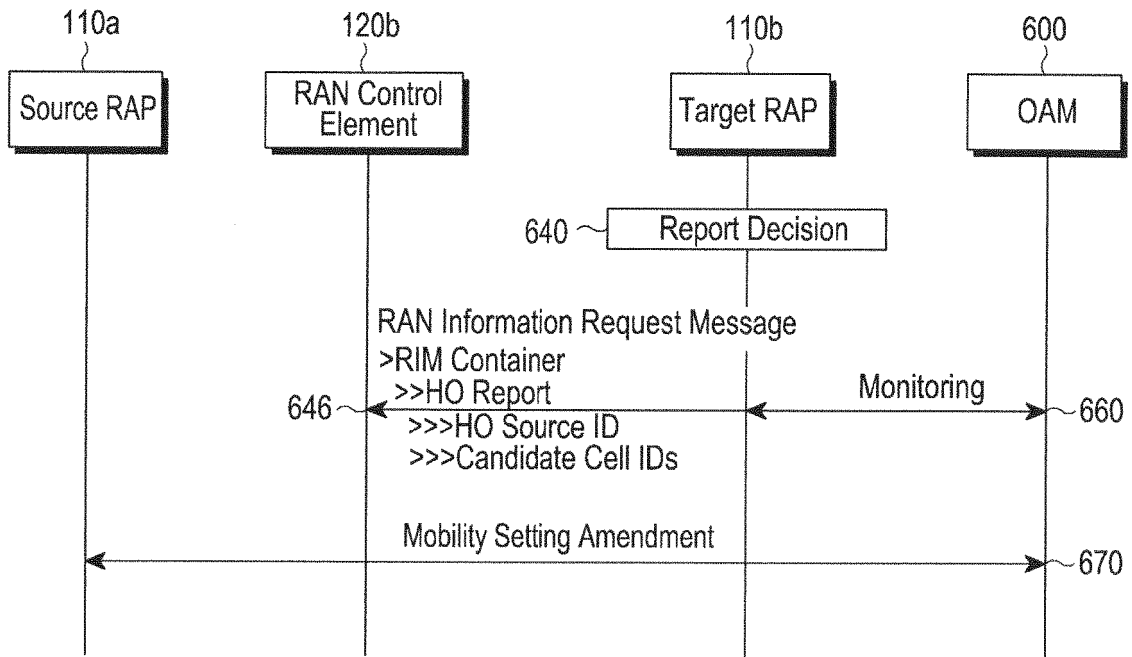 110a
120b
110b
600
Source RAP
RAN Control
Element
Target RAP
OAM
640
Report Decision
RAN Information Request Message
>RIM Container
>>HO Report
Monitoring
646
660
>>>HO Source ID
>>>Candidate Cell IDs
Mobility Setting Amendment
670